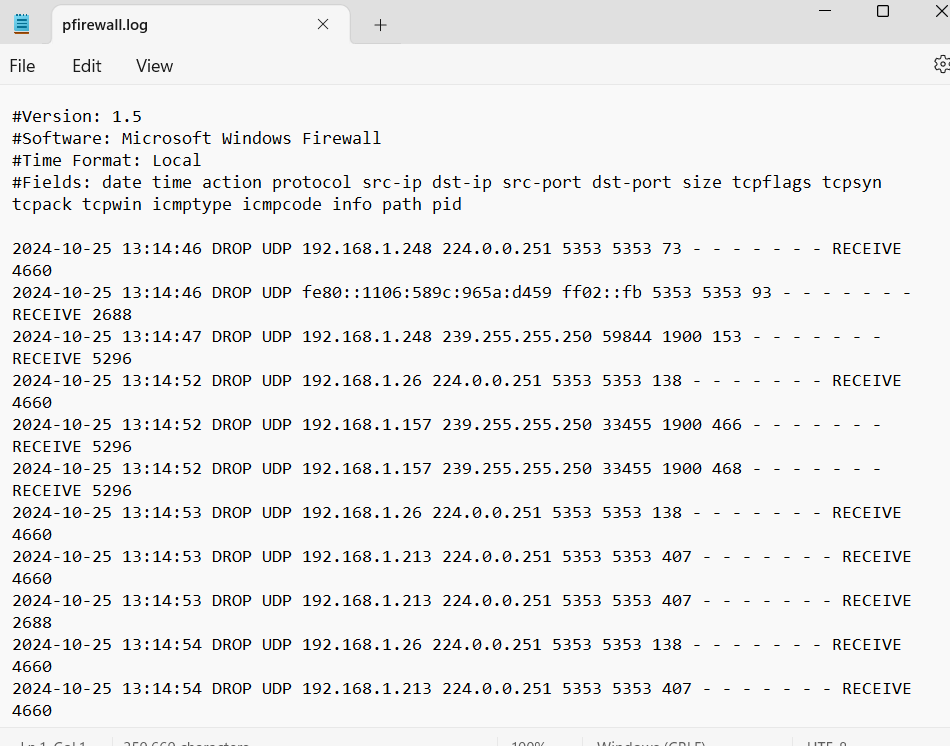 pfirewall.log
File Edit View
#Version: 1.5
#Software: Microsoft Windows Firewall
#Time Format: Local
#Fields: date time action protocol src-ip dst-ip src-port dst-port size tcpflags tcpsyn
tcpack tcpwin icmptype icmpcode info path pid
2024-10-25 13:14:46 DROP UDP 192.168.1.248 224.0.0.251 5353 5353 73 - - - - - - - RECEIVE
4660
2024-10-25 13:14:46 DROP UDP fe80::1106:589c:965a:d459 ff02::fb 5353 5353 93 - - - - - - -
RECEIVE 2688
2024-10-25 13:14:47 DROP UDP 192.168.1.248 239.255.255.250 59844 1900 153 - - - - - - -
RECEIVE 5296
2024-10-25 13:14:52 DROP UDP 192.168.1.26 224.0.0.251 5353 5353 138 - - - - - - - RECEIVE
4660
2024-10-25 13:14:52 DROP UDP 192.168.1.157 239.255.255.250 33455 1900 466 - - - - - - -
RECEIVE 5296
2024-10-25 13:14:52 DROP UDP 192.168.1.157 239.255.255.250 33455 1900 468 - - - - - - -
RECEIVE 5296
2024-10-25 13:14:53 DROP UDP 192.168.1.26 224.0.0.251 5353 5353 138 - - - - - - - RECEIVE
4660
2024-10-25 13:14:53 DROP UDP 192.168.1.213 224.0.0.251 5353 5353 407 - - - - - - - RECEIVE
4660
2024-10-25 13:14:53 DROP UDP 192.168.1.213 224.0.0.251 5353 5353 407 - - - - - - - RECEIVE
2688
2024-10-25 13:14:54 DROP UDP 192.168.1.26 224.0.0.251 5353 5353 138 - - - - - - - RECEIVE
4660
2024-10-25 13:14:54 DROP UDP 192.168.1.213 224.0.0.251 5353 5353 407 - - - - - - - RECEIVE
4660